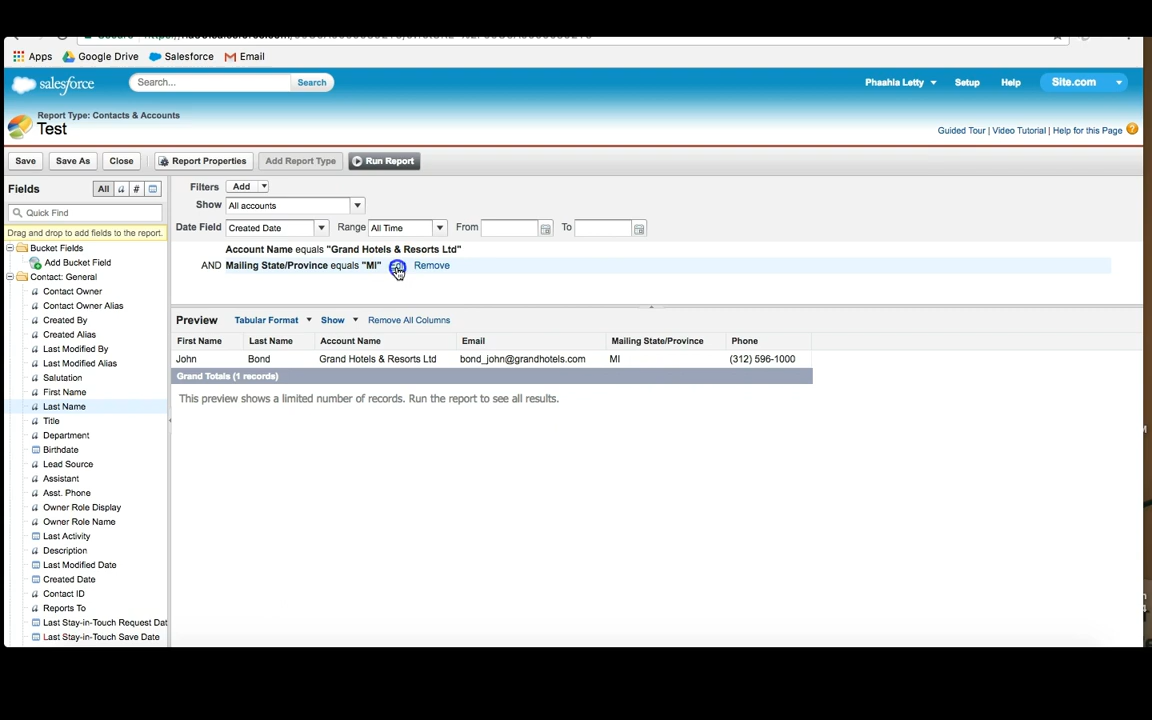 Apps Google Drive Salesforce Email
salesforce Search... Search Phaahla Letty Setup Help Site.com
Report Type: Contacts & Accounts
Test
Guided Tour | Video Tutorial | Help for this Page
Save Save As Close Report Properties Add Report Type Run Report
Fields All a #
Quick Find
Drag and drop to add fields to the report.
Bucket Fields
Add Bucket Field
Contact: General
Contact Owner
Contact Owner Alias
Created By
Created Alias
Last Modified By
Last Modified Alias
Salutation
First Name
Last Name
Title
Department
Birthdate
Lead Source
Assistant
Asst. Phone
Owner Role Display
Owner Role Name
Last Activity
Description
Last Modified Date
Created Date
Contact ID
Reports To
Last Stay-in-Touch Request Dat
Last Stay-in-Touch Save Date
Filters Add
Show All accounts
Date Field Created Date Range All Time From To
Account Name equals "Grand Hotels & Resorts Ltd"
AND Mailing State/Province equals "MI" Remove
Preview Tabular Format Show Remove All Columns
First Name Last Name Account Name Email Mailing State/Province Phone
John Bond Grand Hotels & Resorts Ltd bond_john@grandhotels.com MI (312) 596-1000
Grand Totals (1 records)
This preview shows a limited number of records. Run the report to see all results.